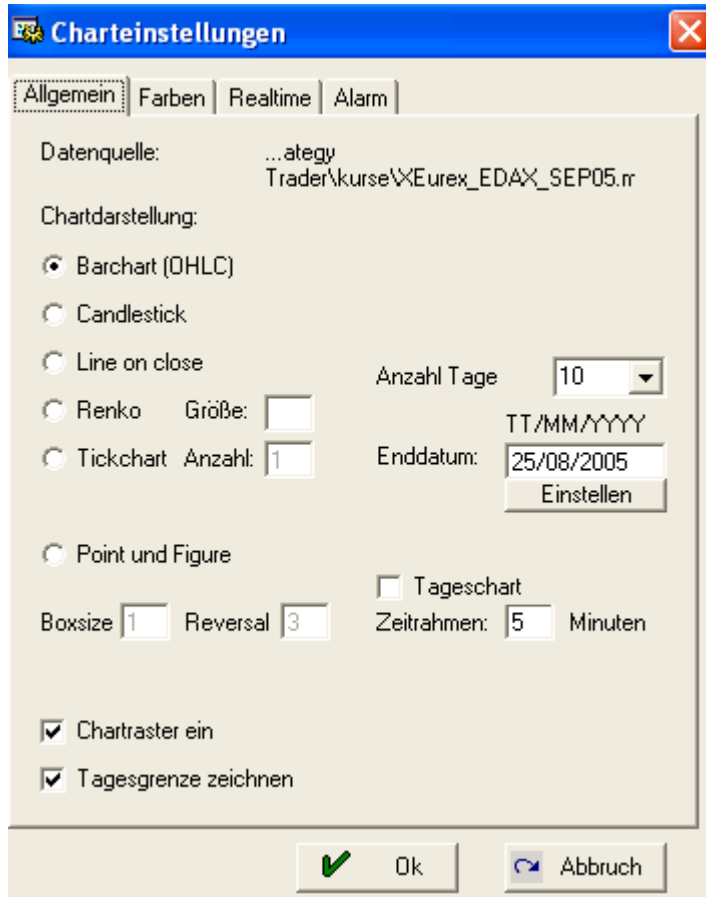 Charteinstellungen
Allgemein Farben Realtime Alarm
Datenquelle: ...ategy
Trader\kurse\XEurex_EDAX_SEP05.rr
Chartdarstellung:
Barchart (OHLC)
Candlestick
Line on close
Anzahl Tage 10
Renko Größe:
TT/MM/YYYY
Tickchart Anzahl: 1
Enddatum: 25/08/2005
Einstellen
Point und Figure
Tageschart
Boxsize 1 Reversal 3
Zeitrahmen: 5 Minuten
Chartraster ein
Tagesgrenze zeichnen
Ok Abbruch